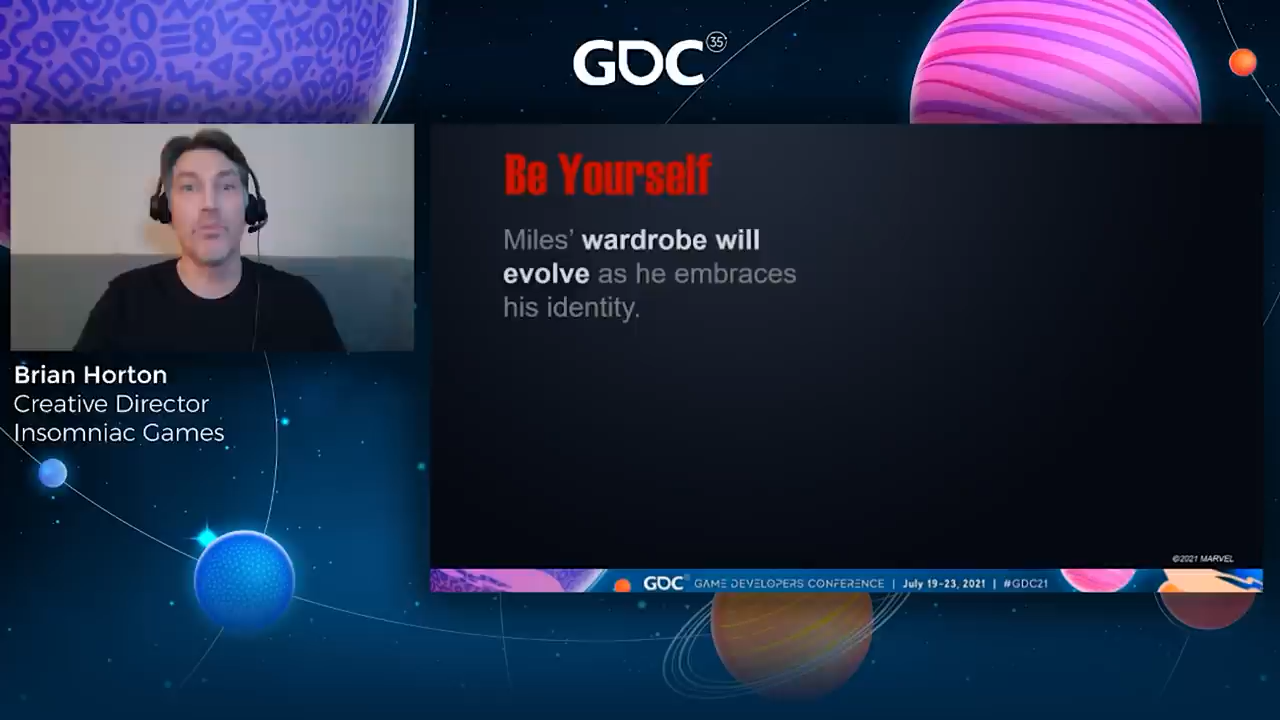 GDC 35
Be Yourself
Miles’ wardrobe will
evolve as he embraces
his identity.
Brian Horton
Creative Director
Insomniac Games
©2021 MARVEL
GDC GAME DEVELOPERS CONFERENCE | July 19-23, 2021 | #GDC21